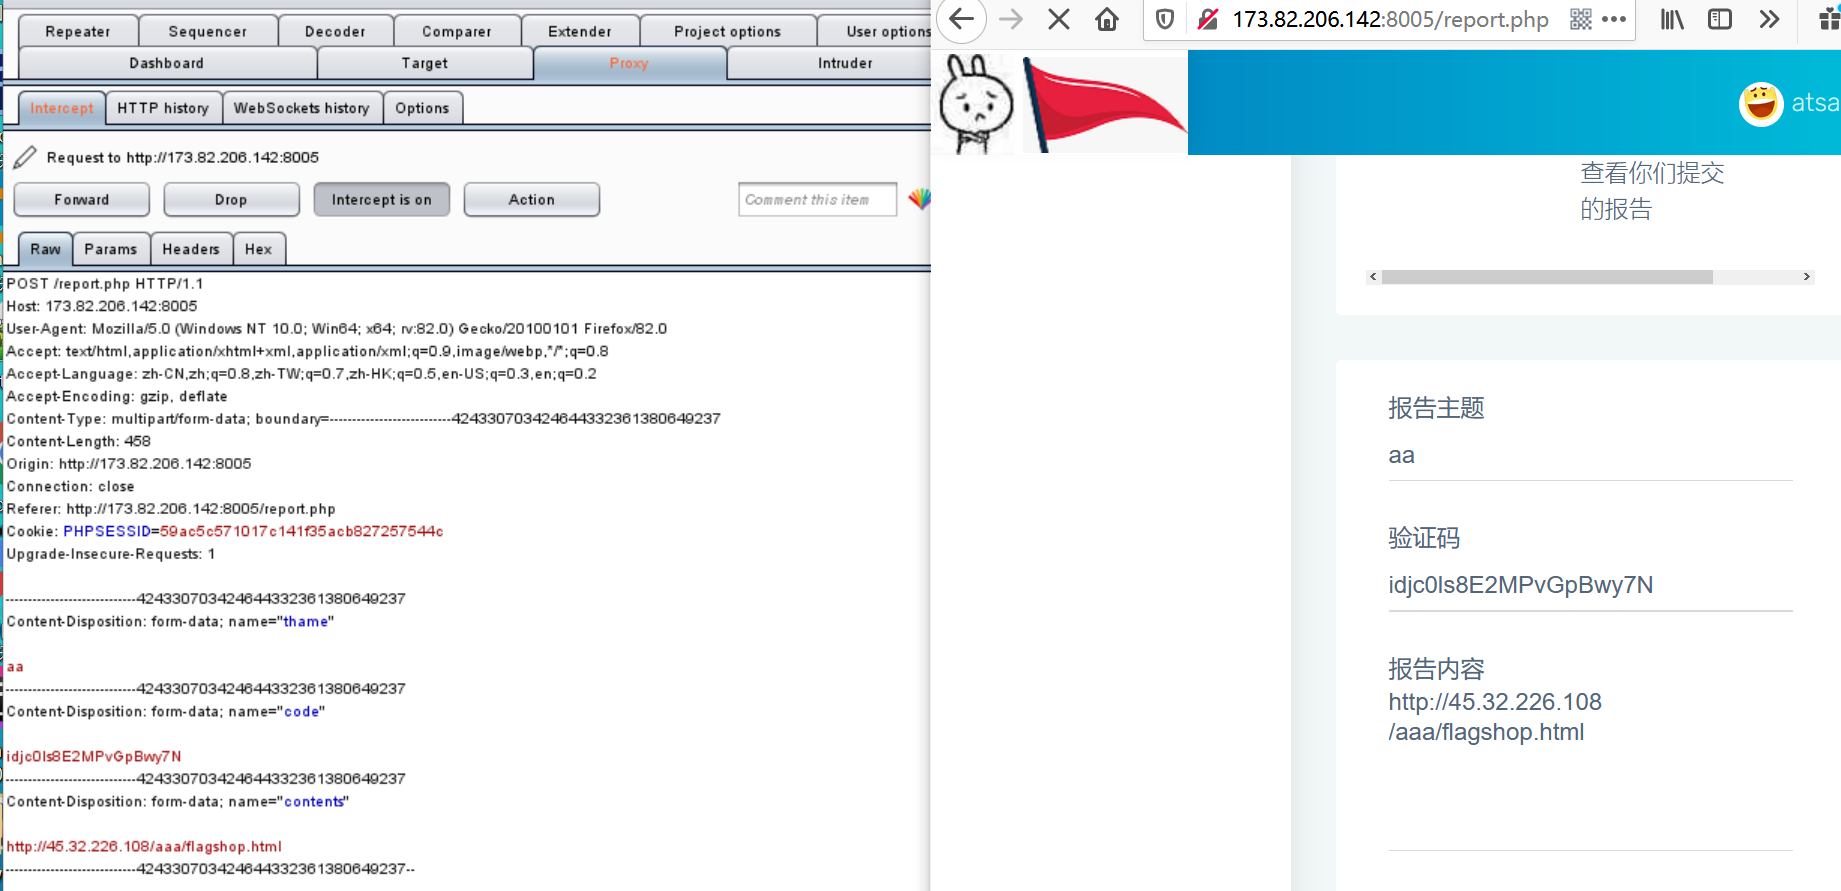 Repeater Sequencer Decoder Comparer Extender Project options User options
Dashboard Target Proxy Intruder
Intercept HTTP history WebSockets history Options
Request to http://173.82.206.142:8005
Forward Drop Intercept is on Action Comment this item
Raw Params Headers Hex
POST /report.php HTTP/1.1
Host: 173.82.206.142:8005
User-Agent: Mozilla/5.0 (Windows NT 10.0; Win64; x64; rv:82.0) Gecko/20100101 Firefox/82.0
Accept: text/html,application/xhtml+xml,application/xml;q=0.9,image/webp,*/*;q=0.8
Accept-Language: zh-CN,zh;q=0.8,zh-TW;q=0.7,zh-HK;q=0.5,en-US;q=0.3,en;q=0.2
Accept-Encoding: gzip, deflate
Content-Type: multipart/form-data; boundary=---------------------------424330703424644332361380649237
Content-Length: 458
Origin: http://173.82.206.142:8005
Connection: close
Referer: http://173.82.206.142:8005/report.php
Cookie: PHPSESSID=59ac5c571017c141f35acb827257544c
Upgrade-Insecure-Requests: 1
-----------------------------424330703424644332361380649237
Content-Disposition: form-data; name="thame"
aa
-----------------------------424330703424644332361380649237
Content-Disposition: form-data; name="code"
idjc0Is8E2MPvGpBwy7N
-----------------------------424330703424644332361380649237
Content-Disposition: form-data; name="contents"
http://45.32.226.108/aaa/flagshop.html
-----------------------------424330703424644332361380649237--
173.82.206.142:8005/report.php
atsa
查看你们提交
的报告
报告主题
aa
验证码
idjc0Is8E2MPvGpBwy7N
报告内容
http://45.32.226.108
/aaa/flagshop.html